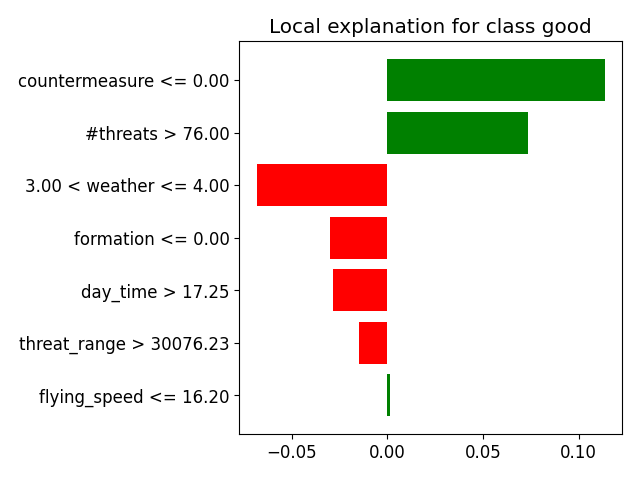 Local explanation for class good
countermeasure <= 0.00
#threats > 76.00
3.00 < weather <= 4.00
formation <= 0.00
day_time > 17.25
threat_range > 30076.23
flying_speed <= 16.20
−0.05 0.00 0.05 0.10